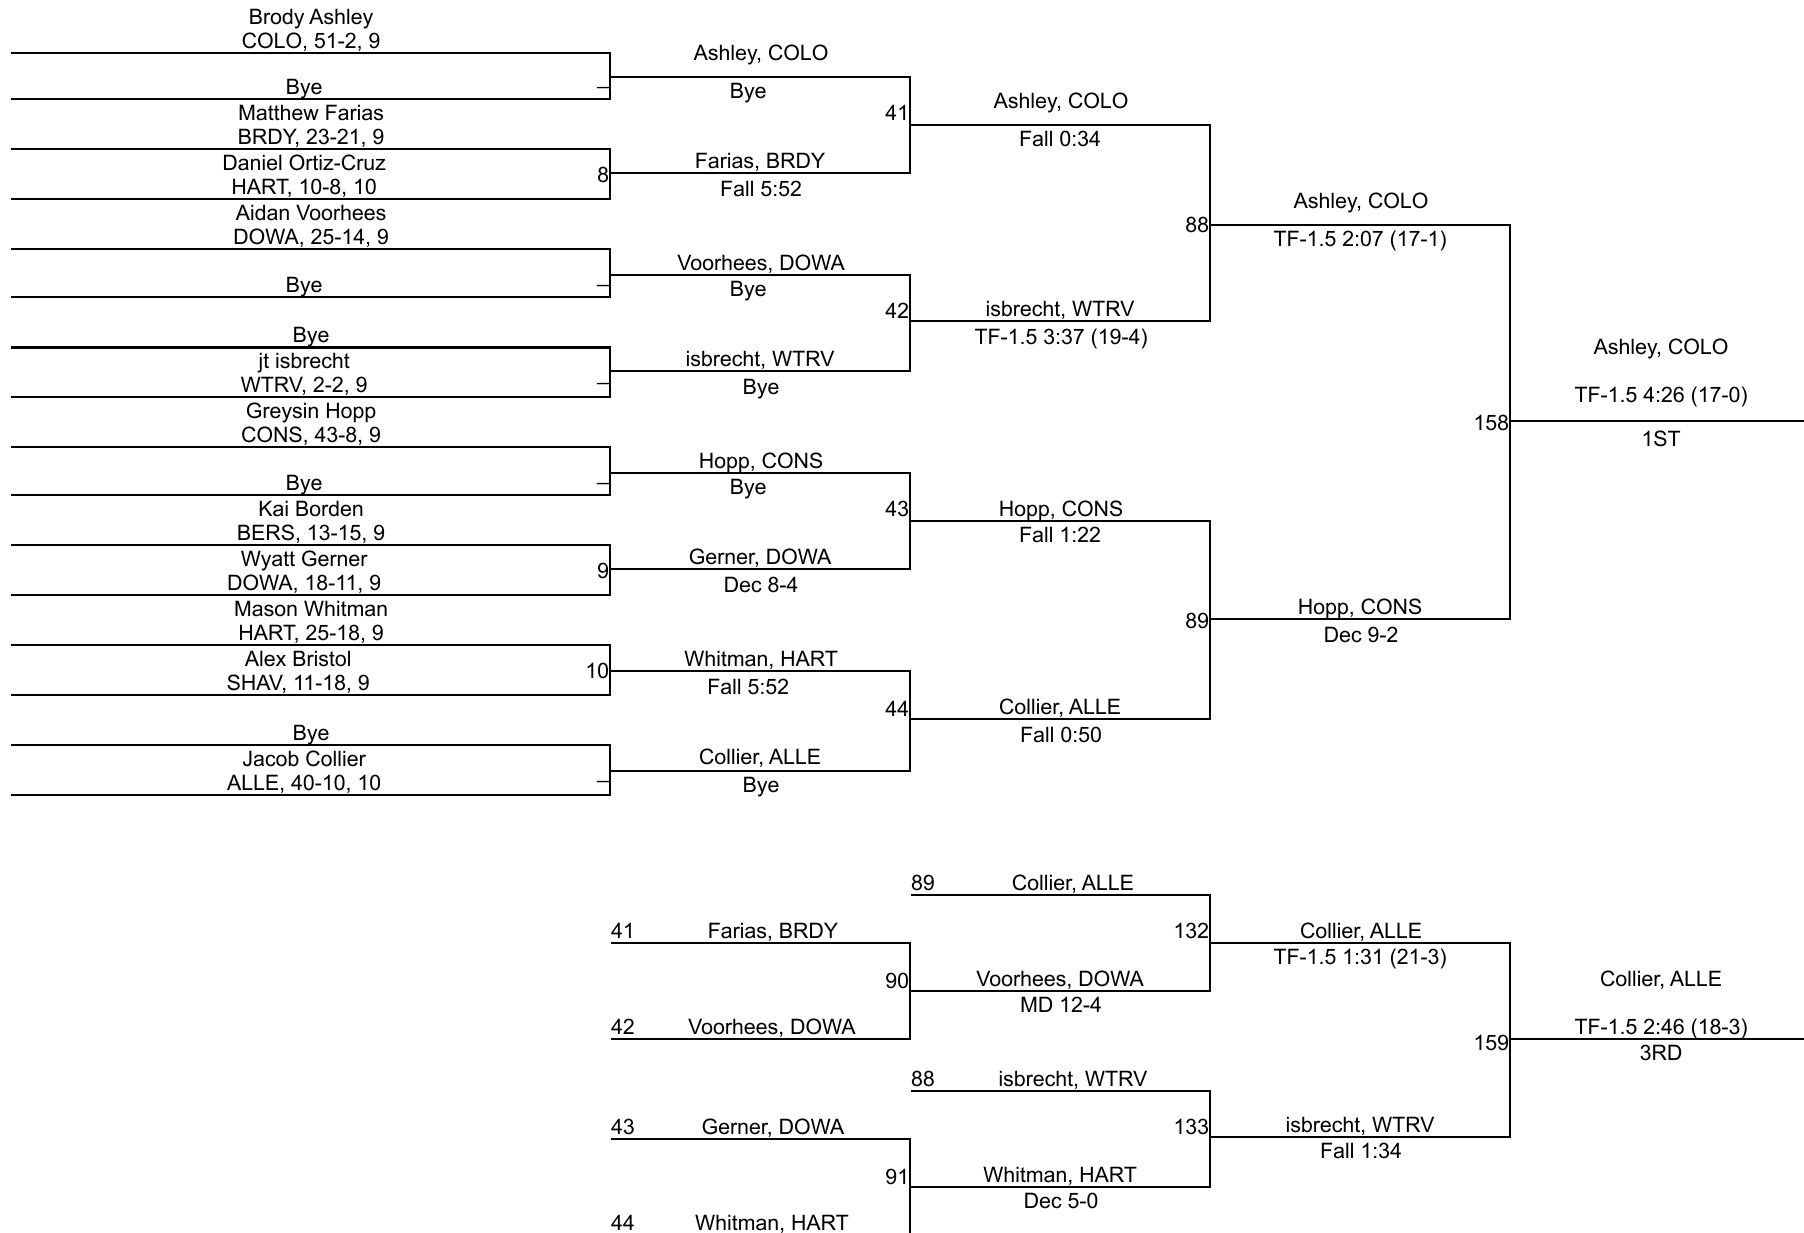 Brody Ashley
COLO, 51-2, 9
Bye
Matthew Farias
BRDY, 23-21, 9
Daniel Ortiz-Cruz
HART, 10-8, 10
8
Aidan Voorhees
DOWA, 25-14, 9
Bye
Bye
jt isbrecht
WTRV, 2-2, 9
Greysin Hopp
CONS, 43-8, 9
Bye
Kai Borden
BERS, 13-15, 9
Wyatt Gerner
DOWA, 18-11, 9
9
Mason Whitman
HART, 25-18, 9
Alex Bristol
SHAV, 11-18, 9
10
Bye
Jacob Collier
ALLE, 40-10, 10
Ashley, COLO
Bye
41
Farias, BRDY
Fall 5:52
Voorhees, DOWA
Bye
42
isbrecht, WTRV
Bye
Hopp, CONS
Bye
43
Gerner, DOWA
Dec 8-4
Whitman, HART
Fall 5:52
44
Collier, ALLE
Bye
Ashley, COLO
Fall 0:34
88
isbrecht, WTRV
TF-1.5 3:37 (19-4)
Hopp, CONS
Fall 1:22
89
Collier, ALLE
Fall 0:50
Ashley, COLO
TF-1.5 2:07 (17-1)
158
Hopp, CONS
Dec 9-2
Ashley, COLO
TF-1.5 4:26 (17-0)
1ST
89 Collier, ALLE
41 Farias, BRDY
90
42 Voorhees, DOWA
Voorhees, DOWA
MD 12-4
132
88 isbrecht, WTRV
43 Gerner, DOWA
91
44 Whitman, HART
Whitman, HART
Dec 5-0
133
Collier, ALLE
TF-1.5 1:31 (21-3)
159
isbrecht, WTRV
Fall 1:34
Collier, ALLE
TF-1.5 2:46 (18-3)
3RD